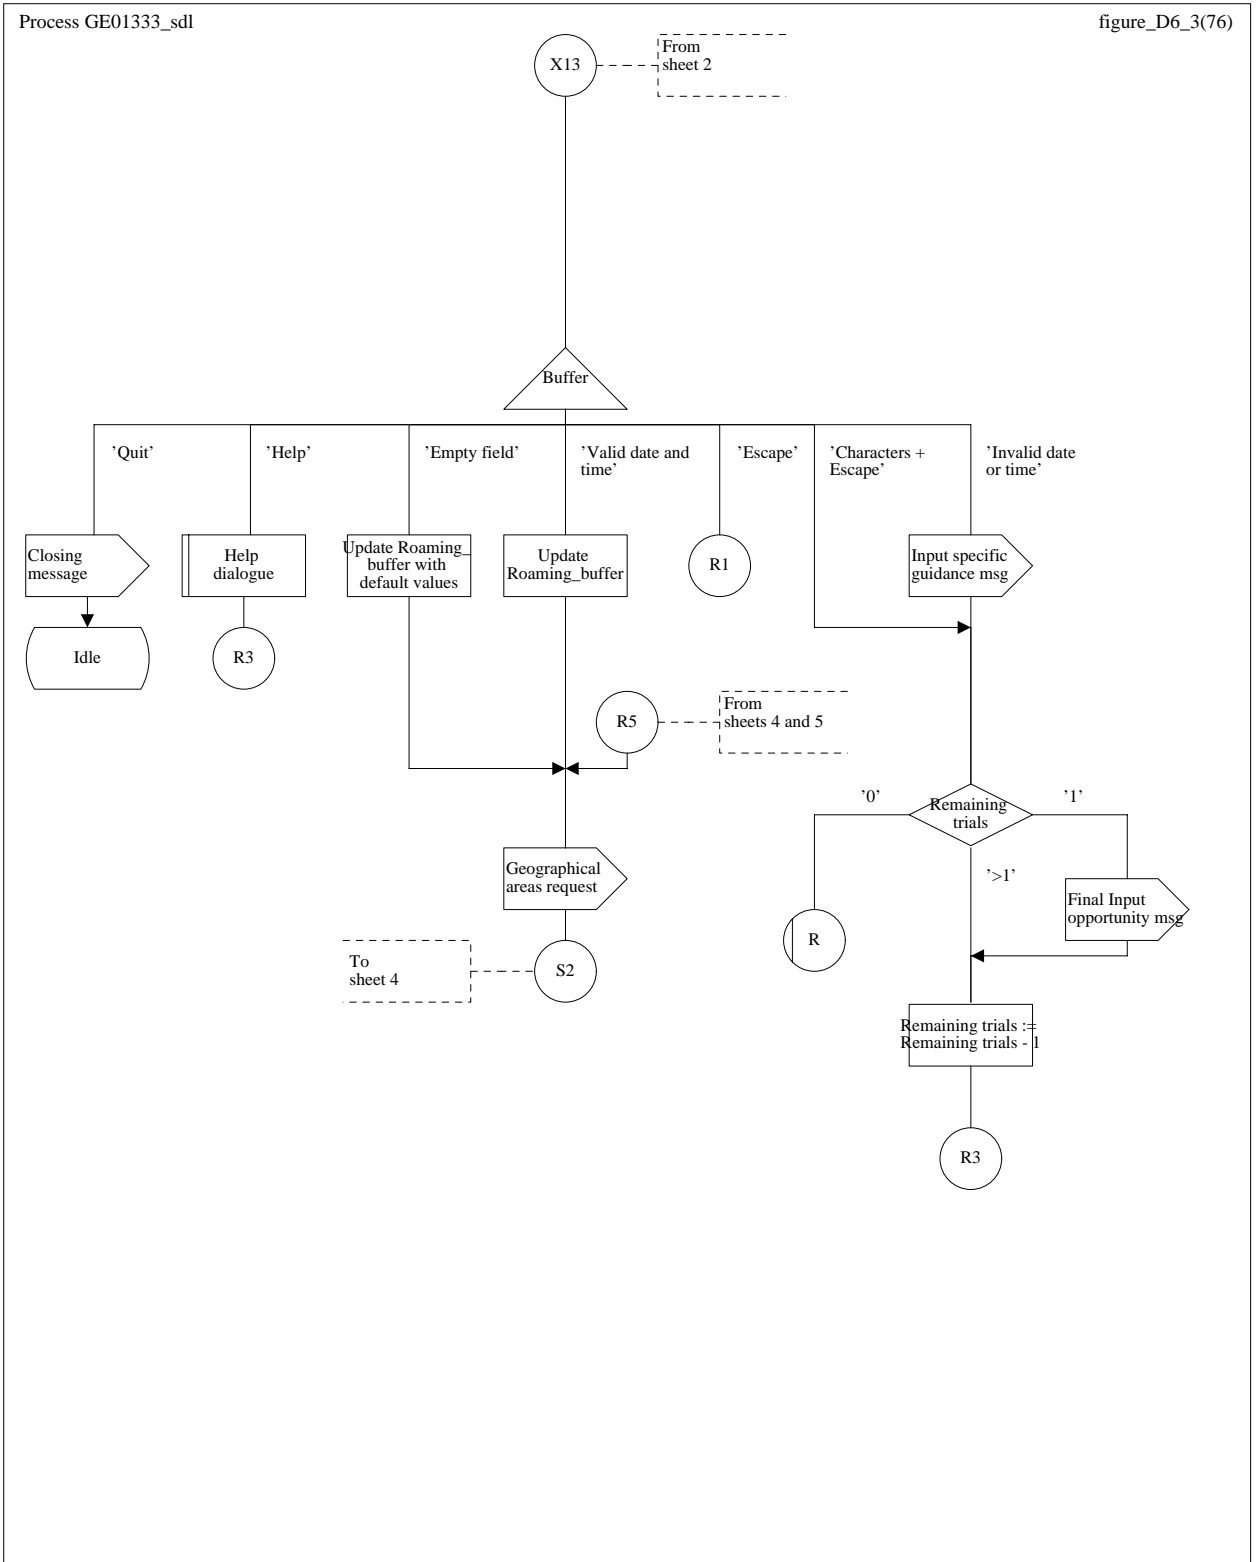 Process GE01333_sdl
figure_D6_3(76)
X13
From
sheet 2
Buffer
'Quit'
'Help'
'Empty field'
'Valid date and
time'
'Escape'
'Characters +
Escape'
'Invalid date
or time'
Closing
message
Help
dialogue
Update Roaming_
buffer with
default values
Update
Roaming_buffer
R1
Input specific
guidance msg
Idle
R3
R5
From
sheets 4 and 5
'0'
Remaining
trials
'1'
Geographical
areas request
'>1'
Final Input
opportunity msg
R
To
sheet 4
S2
Remaining trials :=
Remaining trials - 1
R3